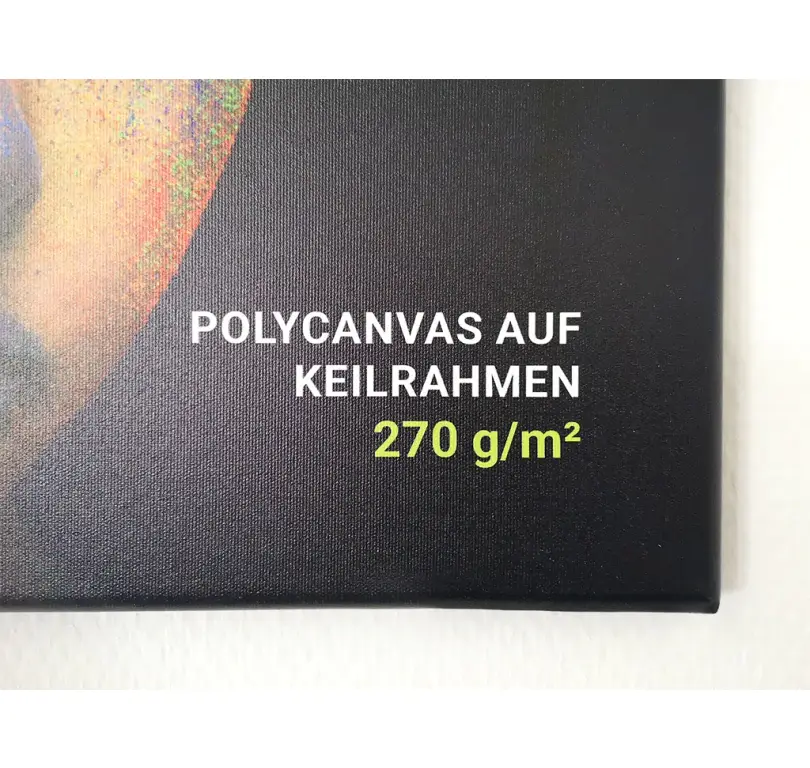 POLYCANVAS AUF
KEILRAHMEN
270 g/m²